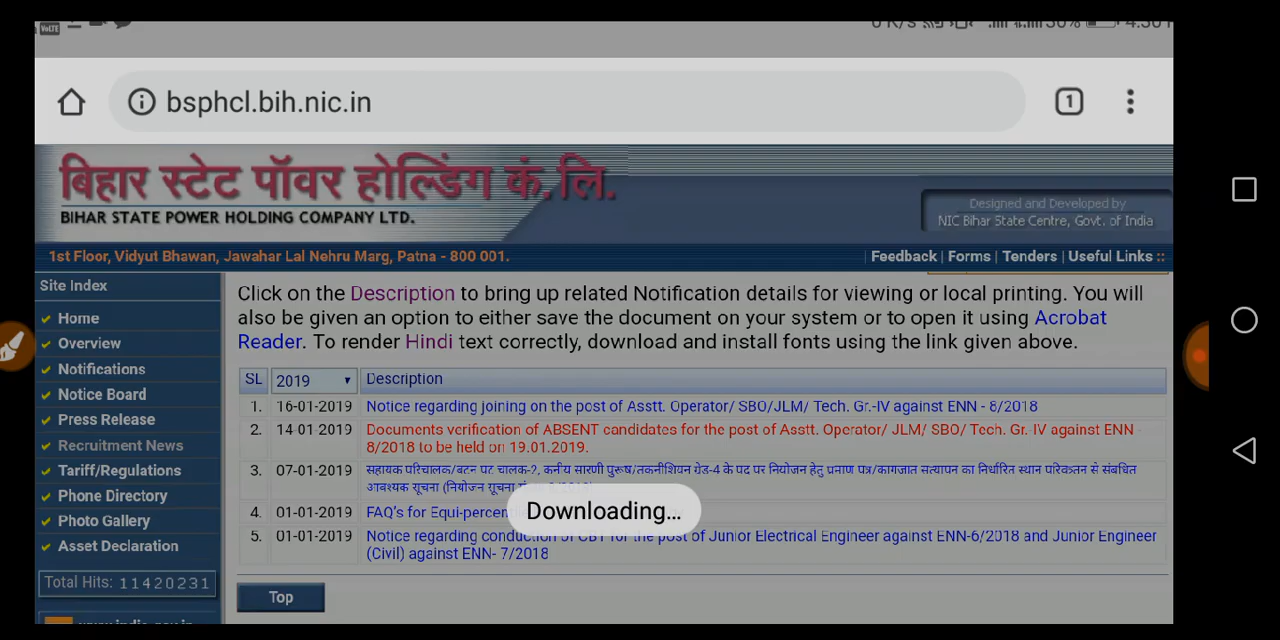 VoLTE
bsphcl.bih.nic.in
1
बिहार स्टेट पॉवर होल्डिंग कं.लि.
BIHAR STATE POWER HOLDING COMPANY LTD.
Designed and Developed by
NIC Bihar State Centre, Govt. of India
1st Floor, Vidyut Bhawan, Jawahar Lal Nehru Marg, Patna - 800 001.
| Feedback | Forms | Tenders | Useful Links ::
Site Index
Home
Overview
Notifications
Notice Board
Press Release
Recruitment News
Tariff/Regulations
Phone Directory
Photo Gallery
Asset Declaration
Total Hits: 11420231
Click on the Description to bring up related Notification details for viewing or local printing. You will
also be given an option to either save the document on your system or to open it using Acrobat
Reader. To render Hindi text correctly, download and install fonts using the link given above.
SL 2019 Description
1. 16-01-2019 Notice regarding joining on the post of Asstt. Operator/ SBO/JLM/ Tech. Gr.-IV against ENN - 8/2018
2. 14-01-2019 Documents verification of ABSENT candidates for the post of Asstt. Operator/ JLM/ SBO/ Tech. Gr.-IV against ENN -
8/2018 to be held on 19.01.2019.
3. 07-01-2019 सहायक परिचालक/बटन पट चालक-2, कनीय सारणी पुरूष/तकनीशियन ग्रेड-4 के पद पर नियोजन हेतु प्रमाण पत्र/कागजात सत्यापन का निर्धारित स्थान परिवर्तन से संबंधित
आवश्यक सूचना (नियोजन सूचना
4. 01-01-2019 FAQ's for Equi-percent
Downloading...
5. 01-01-2019 Notice regarding conduction of CBT for the post of Junior Electrical Engineer against ENN-6/2018 and Junior Engineer
(Civil) against ENN- 7/2018
Top